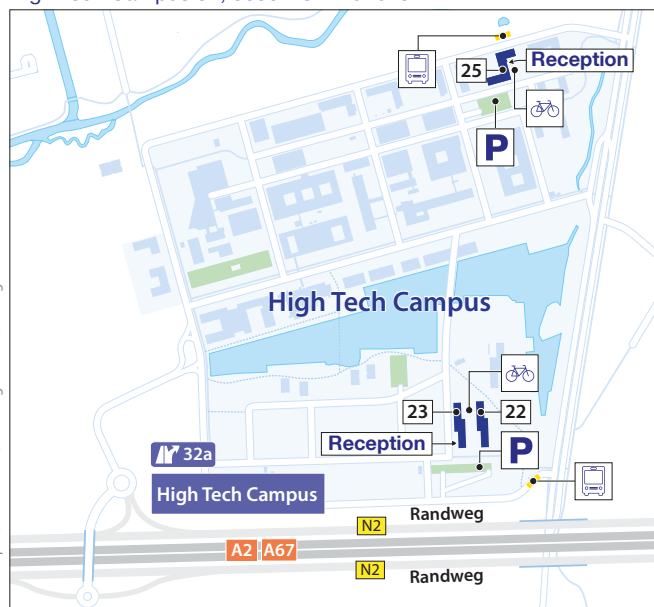 Reception
25
P
High Tech Campus
23
22
Reception
P
32a
High Tech Campus
N2
Randweg
A2
A67
N2
Randweg